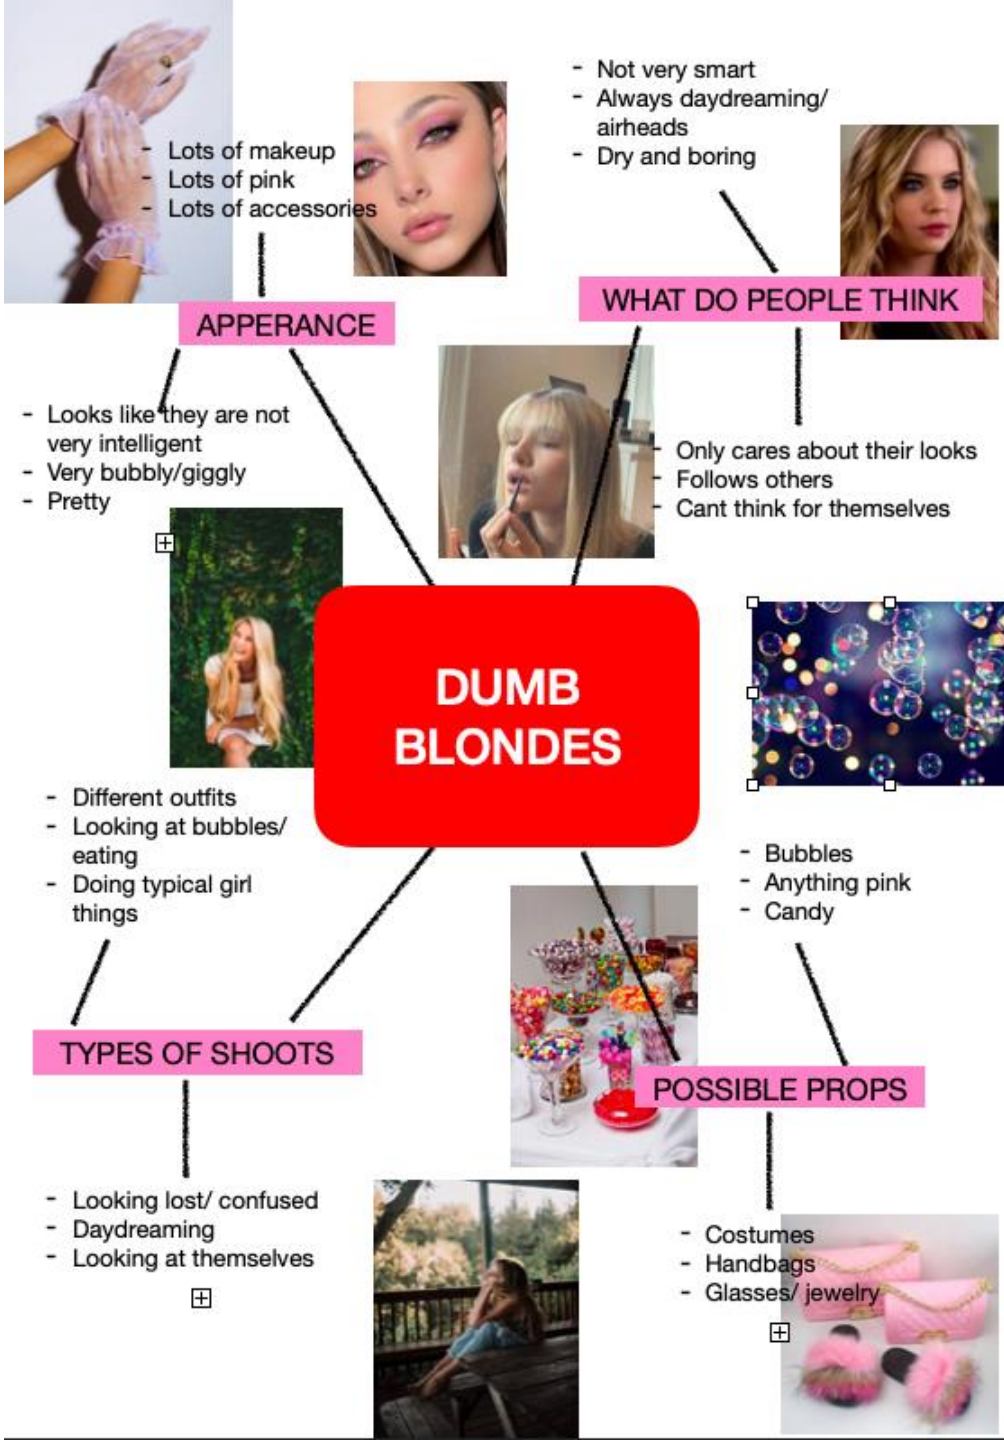 - Lots of makeup
- Lots of pink
- Lots of accessories
APPERANCE
- Looks like they are not
very intelligent
- Very bubbly/giggly
- Pretty
- Not very smart
- Always daydreaming/
airheads
- Dry and boring
WHAT DO PEOPLE THINK
- Only cares about their looks
- Follows others
- Cant think for themselves
DUMB
BLONDES
- Different outfits
- Looking at bubbles/
eating
- Doing typical girl
things
TYPES OF SHOOTS
- Looking lost/ confused
- Daydreaming
- Looking at themselves
- Bubbles
- Anything pink
- Candy
POSSIBLE PROPS
- Costumes
- Handbags
- Glasses/ jewelry